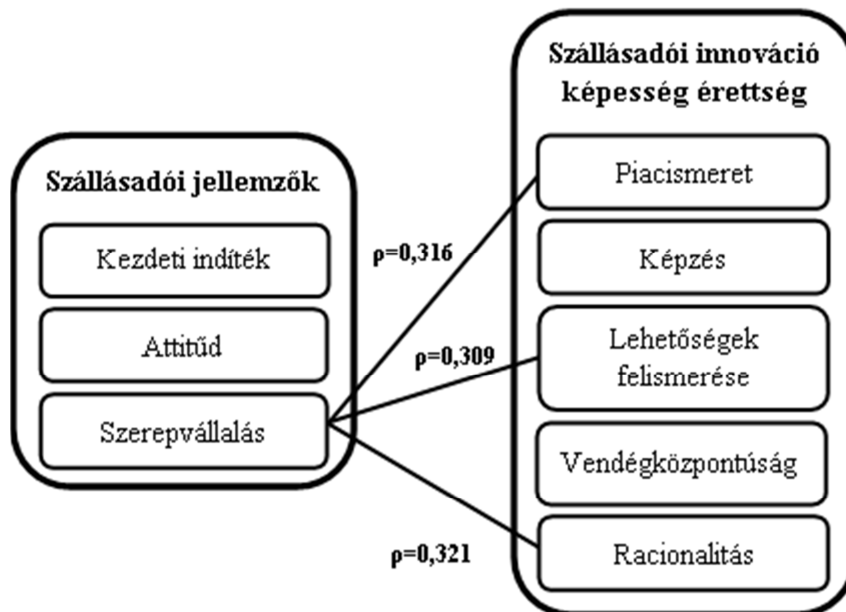 Szállásadói jellemzők
Kezdeti indíték
Attitűd
Szerepvállalás
ρ=0,316
ρ=0,309
ρ=0,321
Szállásadói innováció
képesség érettség
Piacismeret
Képzés
Lehetőségek
felismerése
Vendégközpontúság
Racionalitás